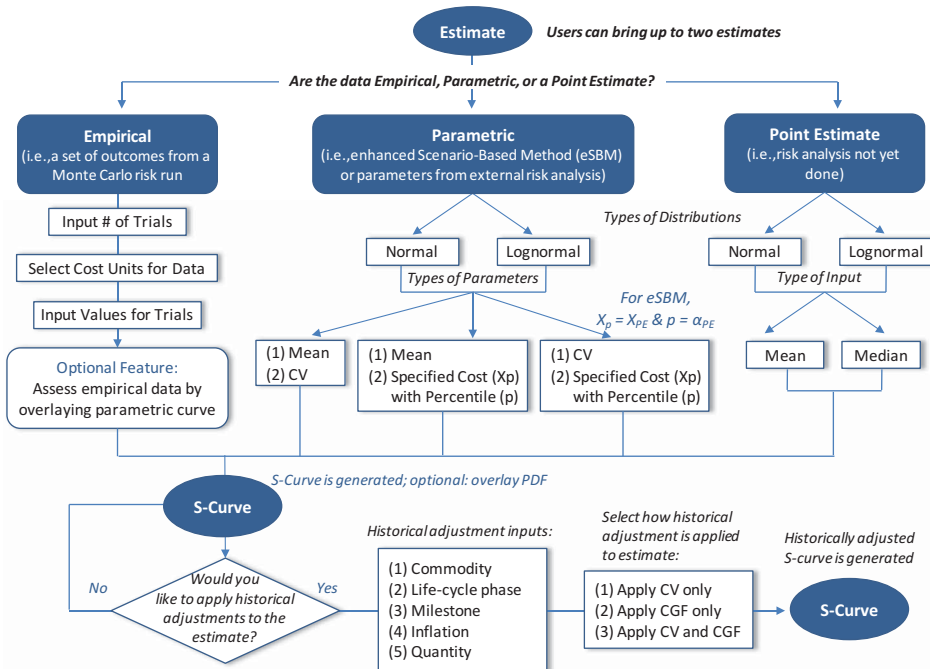 Estimate
Users can bring up to two estimates
Are the data Empirical, Parametric, or a Point Estimate?
Empirical
(i.e.,a set of outcomes from a
Monte Carlo risk run
Parametric
(i.e.,enhanced Scenario-Based Method (eSBM)
or parameters from external risk analysis)
Point Estimate
(i.e.,risk analysis not yet
done)
Input # of Trials
Select Cost Units for Data
Input Values for Trials
Optional Feature:
Assess empirical data by
overlaying parametric curve
Types of Distributions
Normal
Lognormal
Types of Parameters
For eSBM,
Xp = XPE & p = αPE
(1) Mean
(2) CV
(1) Mean
(2) Specified Cost (Xp)
with Percentile (p)
(1) CV
(2) Specified Cost (Xp)
with Percentile (p)
Normal
Lognormal
Type of Input
Mean
Median
S-Curve is generated; optional: overlay PDF
S-Curve
No
Would you
like to apply historical
adjustments to the
estimate?
Yes
Historical adjustment inputs:
(1) Commodity
(2) Life-cycle phase
(3) Milestone
(4) Inflation
(5) Quantity
Select how historical
adjustment is applied
to estimate:
(1) Apply CV only
(2) Apply CGF only
(3) Apply CV and CGF
Historically adjusted
S-curve is generated
S-Curve